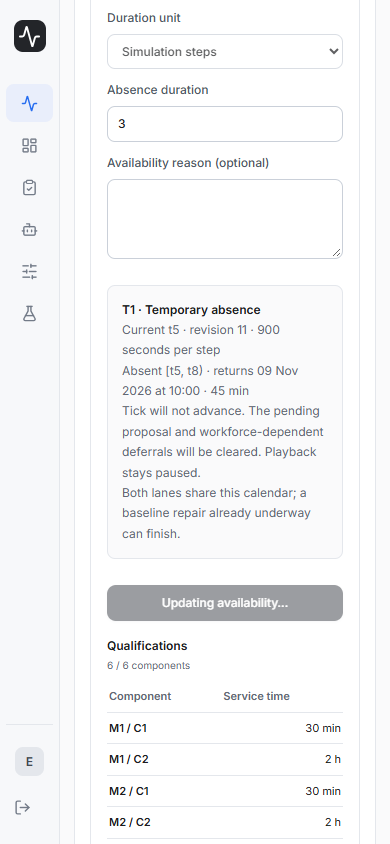 Duration unit
Simulation steps
Absence duration
3
Availability reason (optional)
T1 · Temporary absence
Current t5 · revision 11 · 900
seconds per step
Absent [t5, t8) · returns 09 Nov
2026 at 10:00 · 45 min
Tick will not advance. The pending
proposal and workforce-dependent
deferrals will be cleared. Playback
stays paused.
Both lanes share this calendar; a
baseline repair already underway
can finish.
Updating availability...
Qualifications
6 / 6 components
Component Service time
M1 / C1 30 min
M1 / C2 2 h
M2 / C1 30 min
M2 / C2 2 h
E